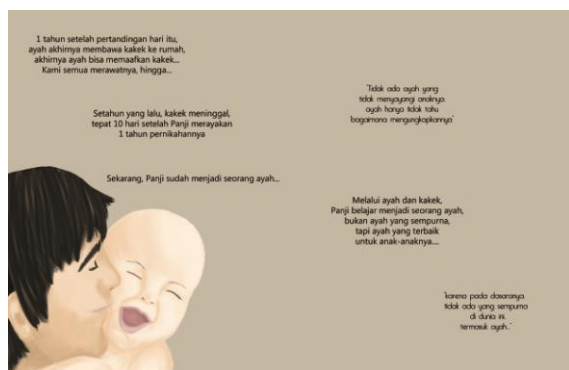 1 tahun setelah pertandingan hari itu,
ayah akhirnya membawa kakek ke rumah,
akhirnya ayah bisa memaafkan kakek...
Kami semua merawatnya, hingga...
Setahun yang lalu, kakek meninggal,
tepat 10 hari setelah Panji merayakan
1 tahun pernikahannya
Sekarang, Panji sudah menjadi seorang ayah...
"Tidak ada ayah yang
tidak menyayangi anaknya.
ayah hanya tidak tahu
bagaimana mengungkapkannya"
Melalui ayah dan kakek,
Panji belajar menjadi seorang ayah,
bukan ayah yang sempurna,
tapi ayah yang terbaik
untuk anak-anaknya....
"karena pada dasarnya.
tidak ada yang sempurna
di dunia ini.
termasuk ayah.."